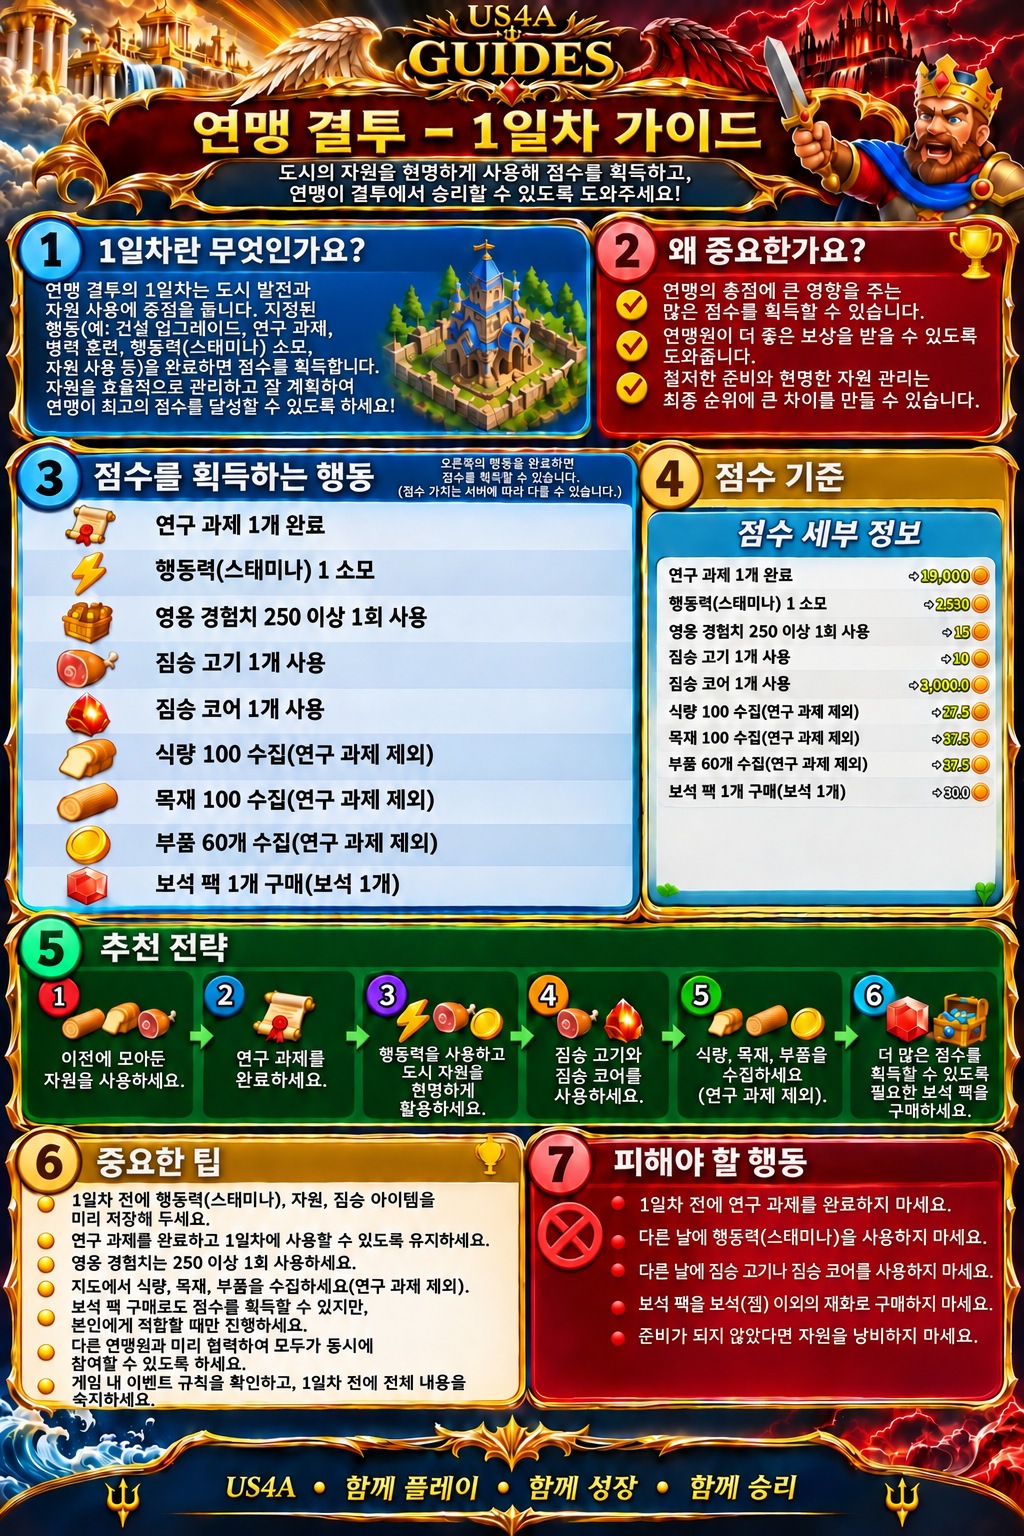 US4A
GUIDES
연맹 결투 – 1일차 가이드
도시의 자원을 현명하게 사용해 점수를 획득하고,
연맹이 결투에서 승리할 수 있도록 도와주세요!
1 1일차란 무엇인가요?
연맹 결투의 1일차는 도시 발전과
자원 사용에 중점을 둡니다. 지정된
행동(예: 건설 업그레이드, 연구 과제,
병력 훈련, 행동력(스태미나) 소모,
자원 사용 등)을 완료하면 점수를 획득합니다.
자원을 효율적으로 관리하고 잘 계획하여
연맹이 최고의 점수를 달성할 수 있도록 하세요!
2 왜 중요한가요?
연맹의 총점에 큰 영향을 주는
많은 점수를 획득할 수 있습니다.
연맹원이 더 좋은 보상을 받을 수 있도록
도와줍니다.
철저한 준비와 현명한 자원 관리는
최종 순위에 큰 차이를 만들 수 있습니다.
3 점수를 획득하는 행동
오른쪽의 행동을 완료하면
점수를 획득할 수 있습니다.
(점수 가치는 서버에 따라 다를 수 있습니다.)
연구 과제 1개 완료
행동력(스태미나) 1 소모
영웅 경험치 250 이상 1회 사용
짐승 고기 1개 사용
짐승 코어 1개 사용
식량 100 수집(연구 과제 제외)
목재 100 수집(연구 과제 제외)
부품 60개 수집(연구 과제 제외)
보석 팩 1개 구매(보석 1개)
4 점수 기준
점수 세부 정보
연구 과제 1개 완료 ⇨19,000
행동력(스태미나) 1 소모 ⇨2.530
영웅 경험치 250 이상 1회 사용 ⇨15
짐승 고기 1개 사용 ⇨10
짐승 코어 1개 사용 ⇨3,000.0
식량 100 수집(연구 과제 제외) ⇨27.5
목재 100 수집(연구 과제 제외) ⇨37.5
부품 60개 수집(연구 과제 제외) ⇨37.5
보석 팩 1개 구매(보석 1개) ⇨30.0
5 추천 전략
1
이전에 모아둔
자원을 사용하세요.
2
연구 과제를
완료하세요.
3
행동력을 사용하고
도시 자원을
현명하게
활용하세요.
4
짐승 고기와
짐승 코어를
사용하세요.
5
식량, 목재, 부품을
수집하세요
(연구 과제 제외).
6
더 많은 점수를
획득할 수 있도록
필요한 보석 팩을
구매하세요.
6 중요한 팁
1일차 전에 행동력(스태미나), 자원, 짐승 아이템을
미리 저장해 두세요.
연구 과제를 완료하고 1일차에 사용할 수 있도록 유지하세요.
영웅 경험치는 250 이상 1회 사용하세요.
지도에서 식량, 목재, 부품을 수집하세요(연구 과제 제외).
보석 팩 구매로도 점수를 획득할 수 있지만,
본인에게 적합할 때만 진행하세요.
다른 연맹원과 미리 협력하여 모두가 동시에
참여할 수 있도록 하세요.
게임 내 이벤트 규칙을 확인하고, 1일차 전에 전체 내용을
숙지하세요.
7 피해야 할 행동
1일차 전에 연구 과제를 완료하지 마세요.
다른 날에 행동력(스태미나)을 사용하지 마세요.
다른 날에 짐승 고기나 짐승 코어를 사용하지 마세요.
보석 팩을 보석(젬) 이외의 재화로 구매하지 마세요.
준비가 되지 않았다면 자원을 낭비하지 마세요.
US4A • 함께 플레이 • 함께 성장 • 함께 승리